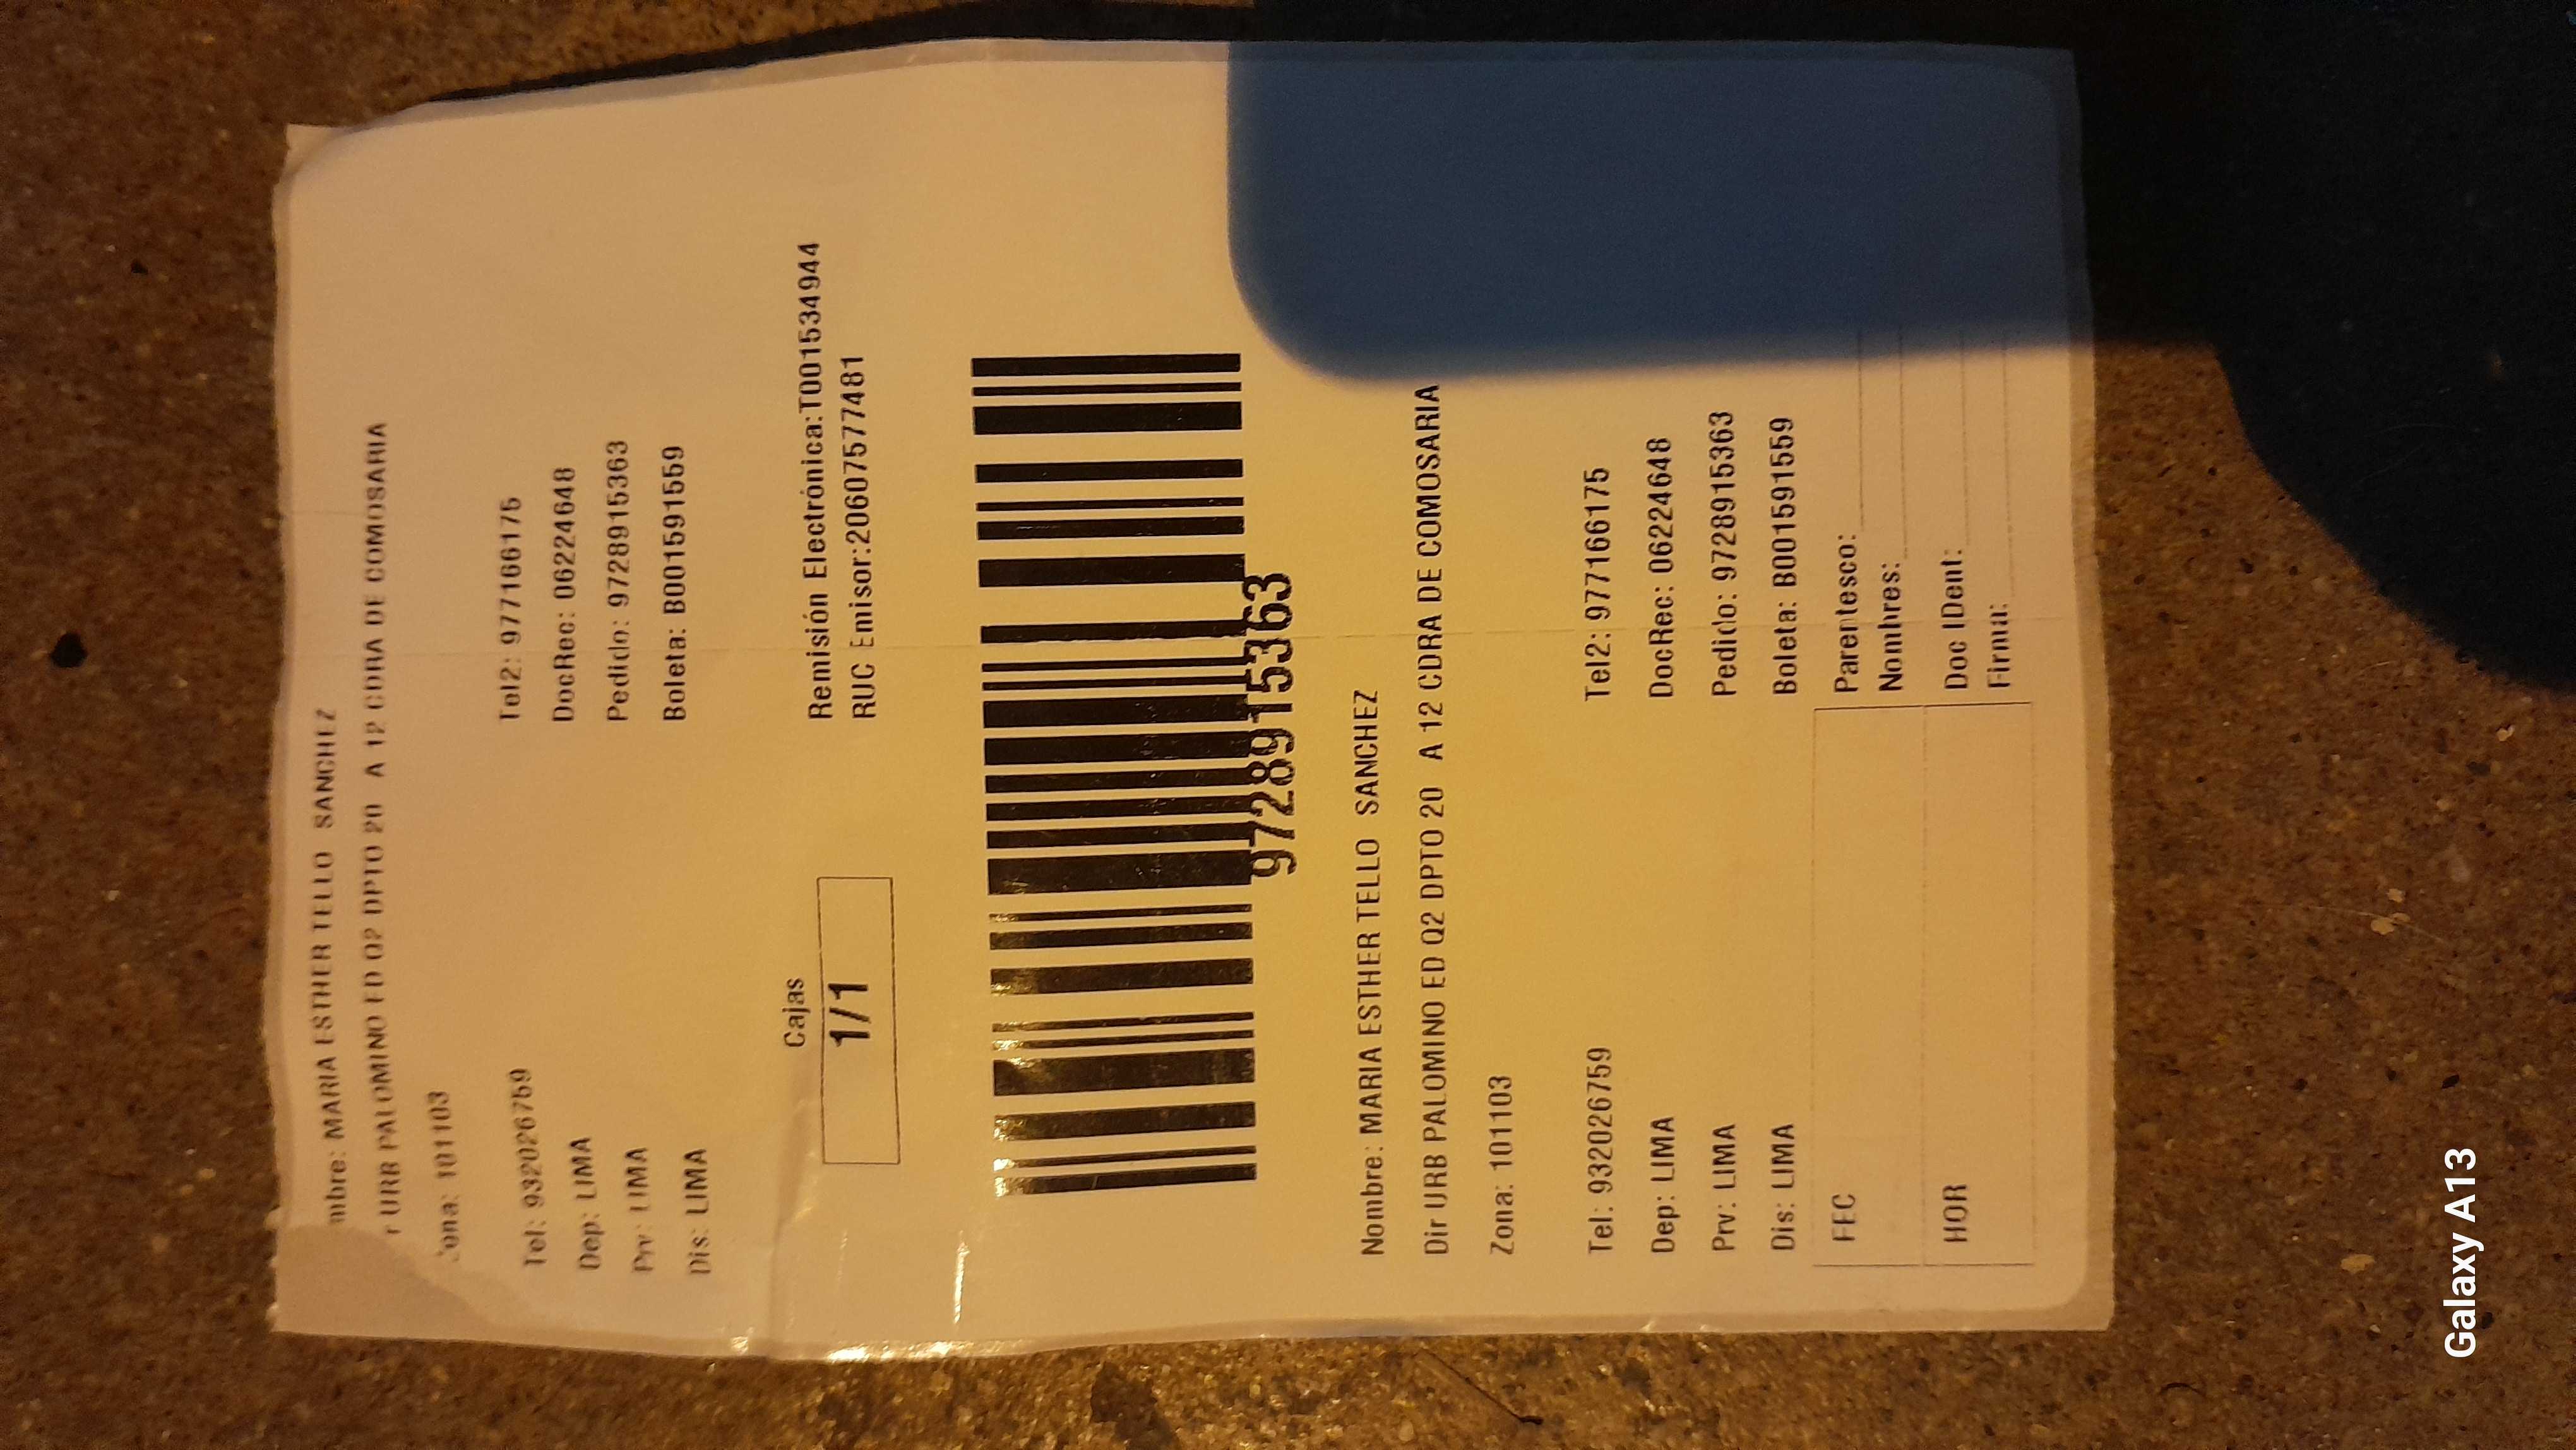 mbre: MARIA ESTHER TELLO SANCHEZ
r URB PALOMINO ED Q2 DPTO 20 A 12 CDRA DE COMOSARIA
Zona: 101103
Tel: 932026759 Tel2: 977166175
Dep: LIMA DocRec: 06224648
Prv: LIMA Pedido: 97289153​63
Dis: LIMA Boleta: B001591559
Cajas
1/1
Remisión Electrónica:T001534944
RUC Emisor:20607577481
9728915363
Nombre: MARIA ESTHER TELLO SANCHEZ
Dir URB PALOMINO ED Q2 DPTO 20 A 12 CDRA DE COMOSARIA
Zona: 101103
Tel: 932026759 Tel2: 977166175
Dep: LIMA DocRec: 06224648
Prv: LIMA Pedido: 9728915363
Dis: LIMA Boleta: B001591559
FEC
HOR
Parentesco:
Nombres:
Doc IDent:
Firma:
Galaxy A13